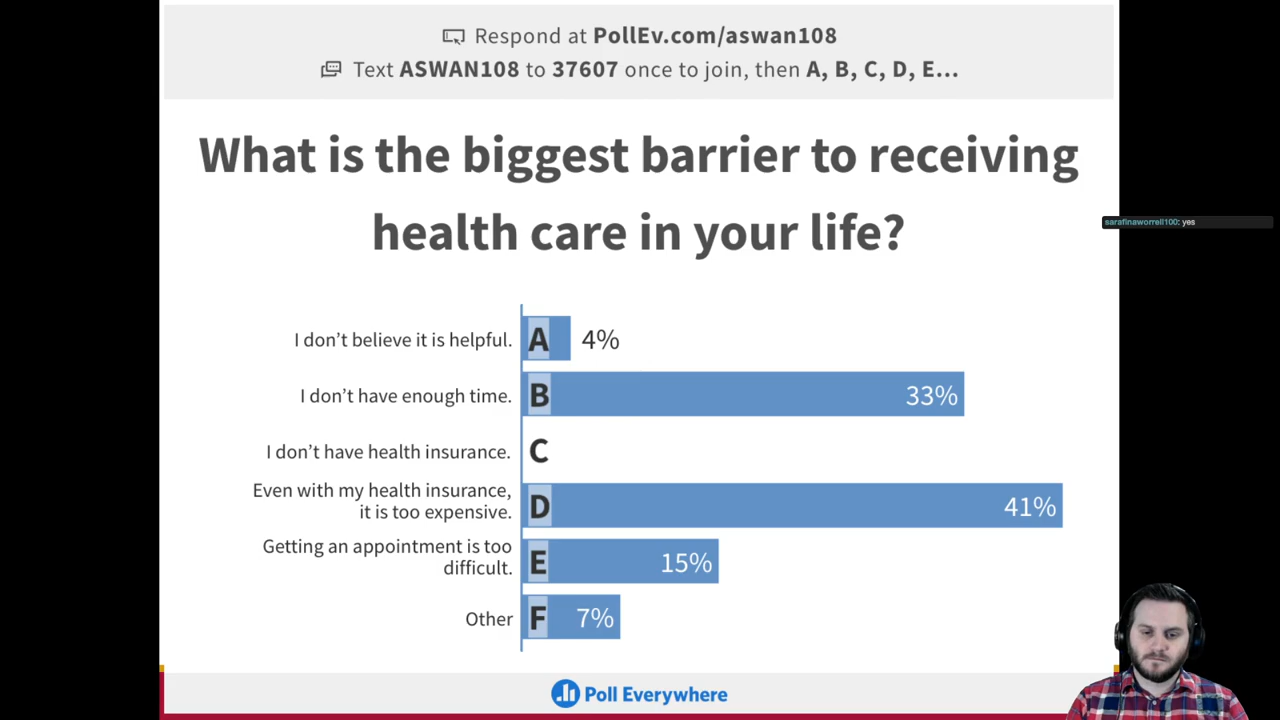 Respond at PollEv.com/aswan108
Text ASWAN108 to 37607 once to join, then A, B, C, D, E...
What is the biggest barrier to receiving
health care in your life?
sarafinaworrell100: yes
I don't believe it is helpful. A 4%
I don't have enough time. B 33%
I don't have health insurance. C
Even with my health insurance,
it is too expensive. D 41%
Getting an appointment is too
difficult. E 15%
Other F 7%
Poll Everywhere